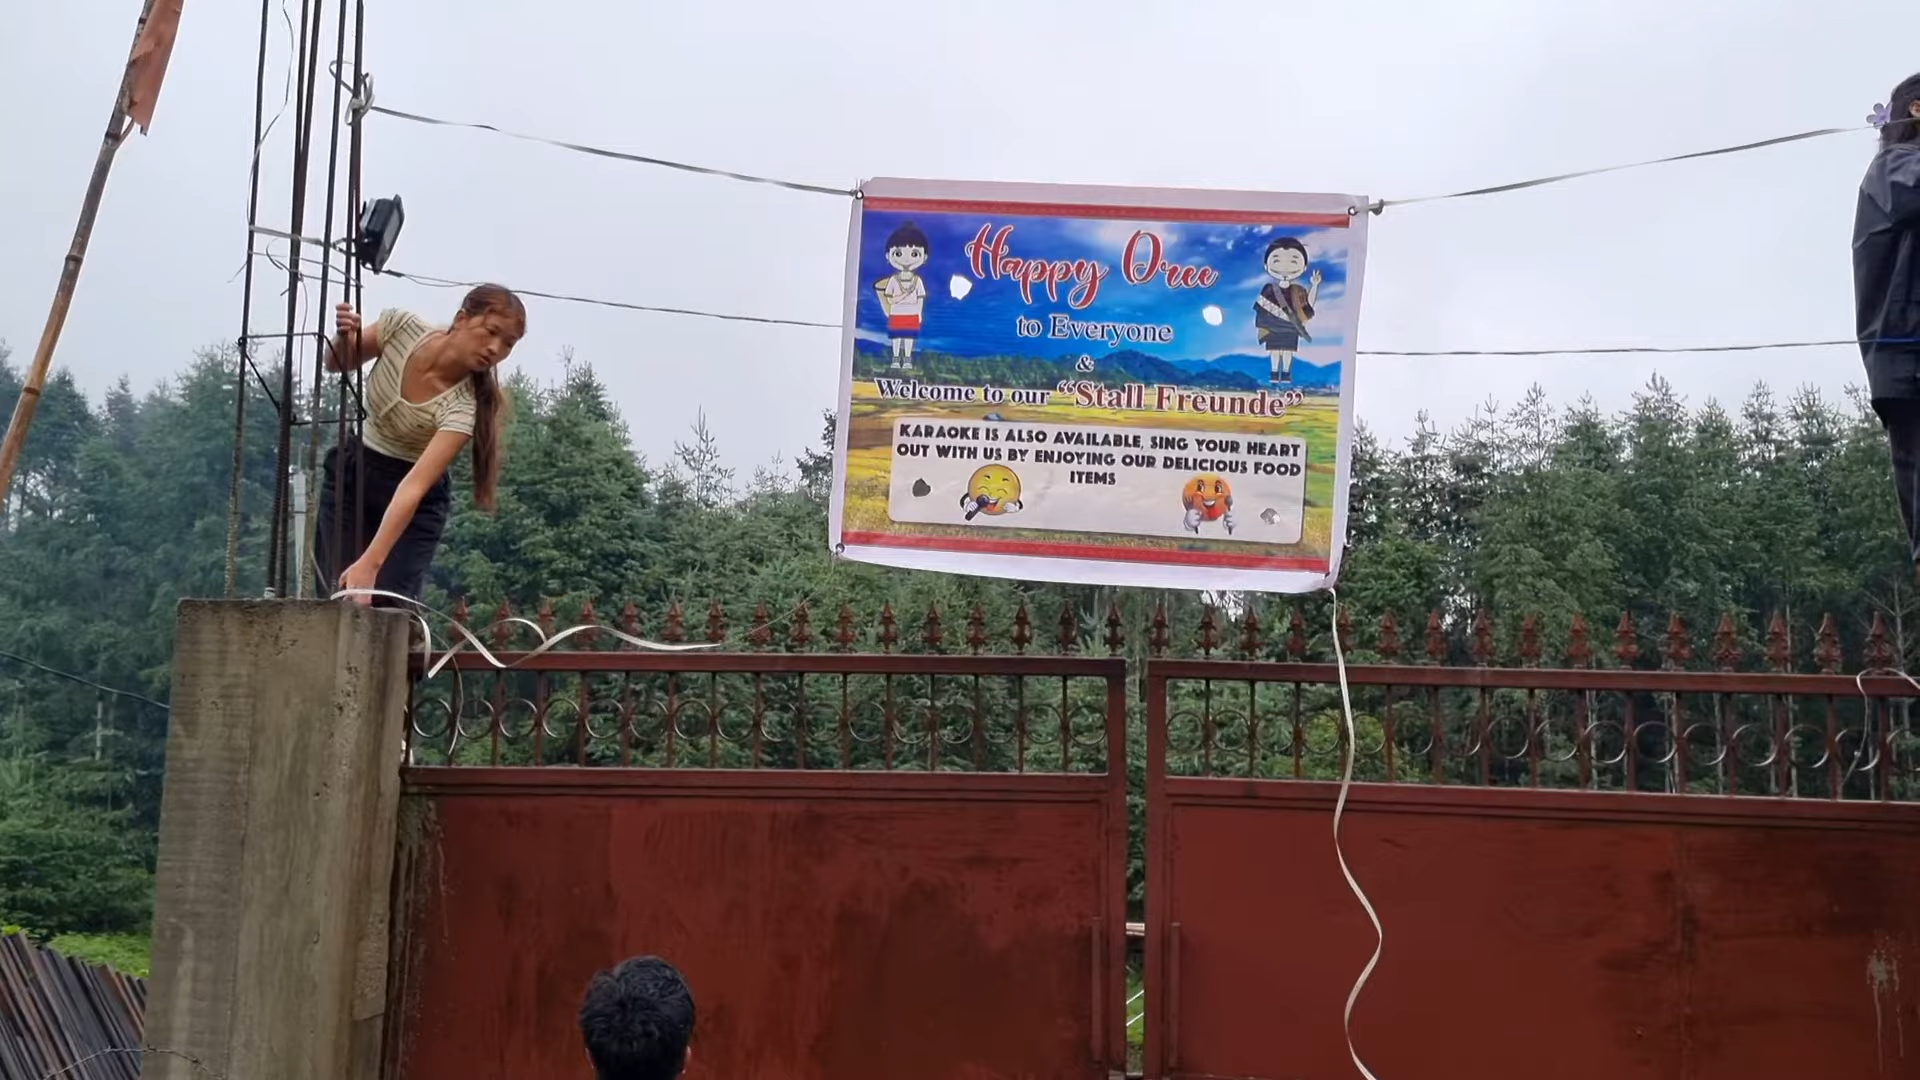 Happy Dree
to Everyone
&
Welcome to our “Stall Freunde”
KARAOKE IS ALSO AVAILABLE, SING YOUR HEART
OUT WITH US BY ENJOYING OUR DELICIOUS FOOD
ITEMS